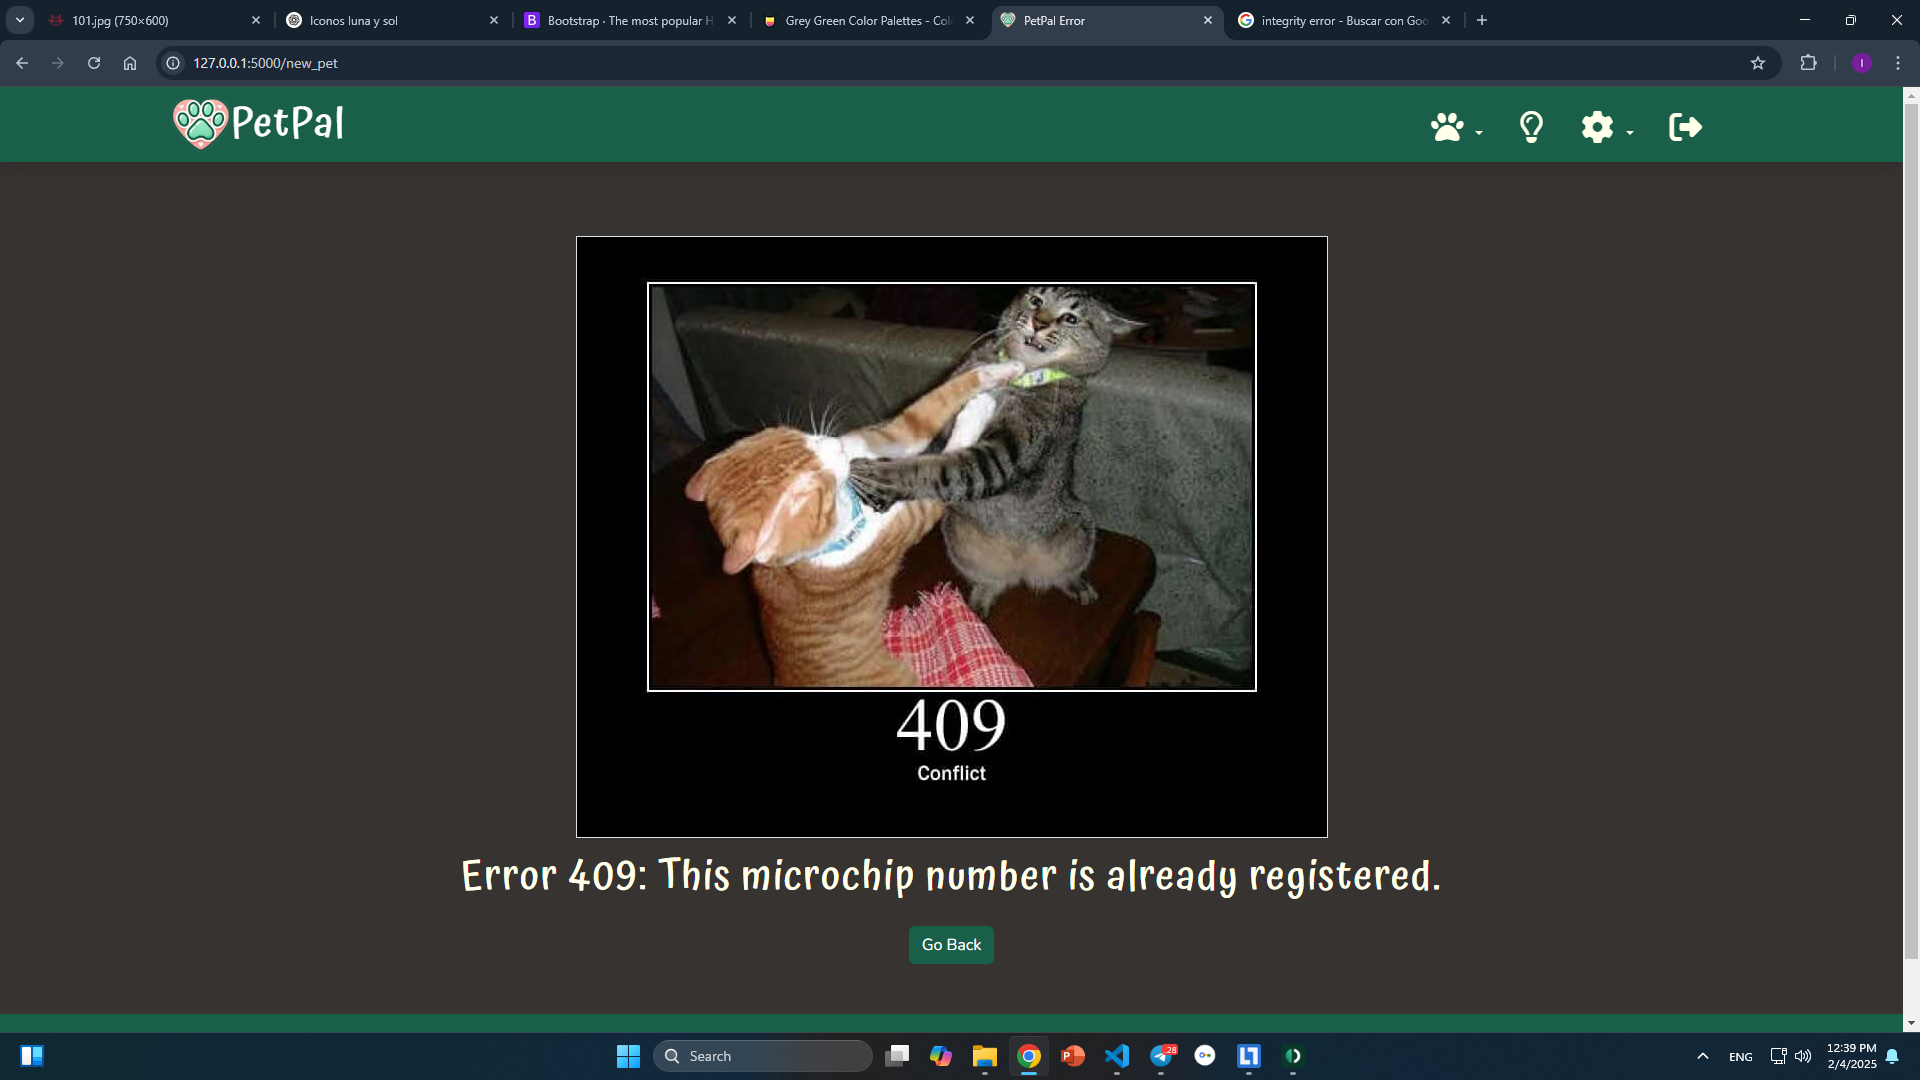 101.jpg (750×600)
Iconos luna y sol
Bootstrap · The most popular H
Grey Green Color Palettes - Col
PetPal Error
integrity error - Buscar con Goo
127.0.0.1:5000/new_pet
I
PetPal
409
Conflict
Error 409: This microchip number is already registered.
Go Back
Search
28
ENG
12:39 PM
2/4/2025